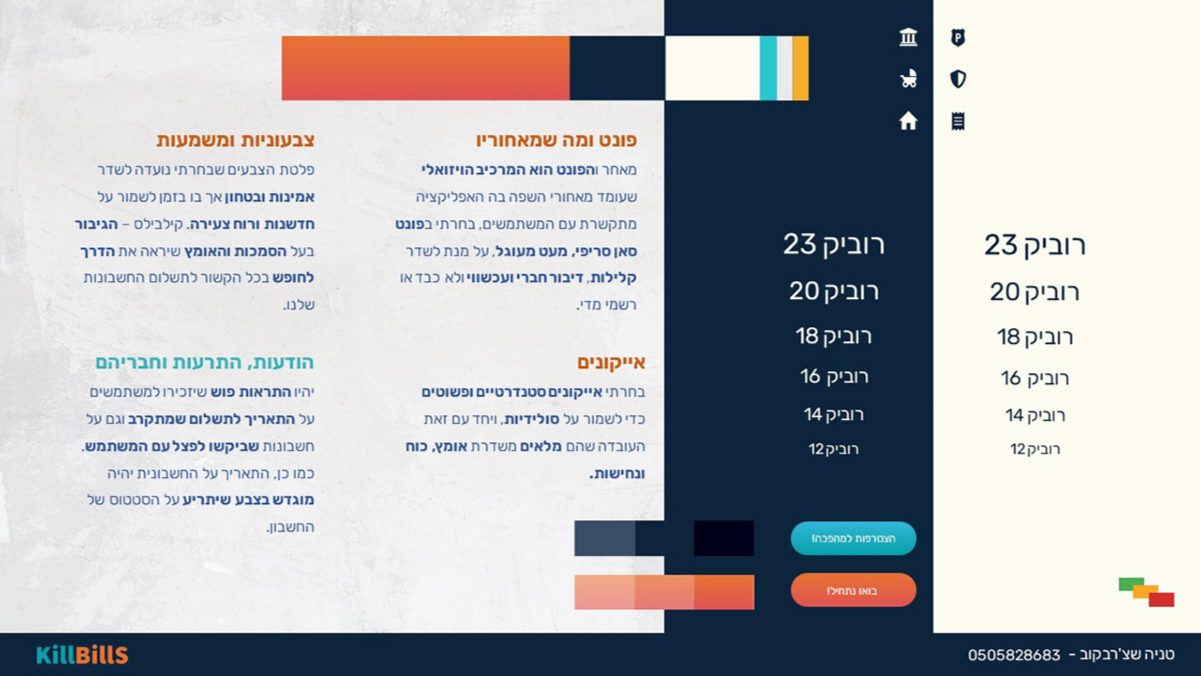 P
רוביק 23
רוביק 20
רוביק 18
רוביק 16
רוביק 14
רוביק 12
רוביק 23
רוביק 20
רוביק 18
רוביק 16
רוביק 14
רוביק 12
הצטרפות למהפכה!
בואו נתחיל!
פונט ומה שמאחוריו
מאחר והפונט הוא המרכיב הויזואלי
שעומד מאחורי השפה בה האפליקציה
מתקשרת עם המשתמשים, בחרתי בפונט
סאן סריפי, מעט מעוגל, על מנת לשדר
קלילות, דיבור חברי ועכשווי ולא כבד או
רשמי מדי.
אייקונים
בחרתי אייקונים סטנדרטיים ופשוטים
כדי לשמור על סולידיות, ויחד עם זאת
העובדה שהם מלאים משדרת אומץ, כוח
ונחישות.
צבעוניות ומשמעות
פלטת הצבעים שבחרתי נועדה לשדר
אמינות ובטחון אך בו בזמן לשמור על
חדשנות ורוח צעירה. קילבילס – הגיבור
בעל הסמכות והאומץ שיראה את הדרך
לחופש בכל הקשור לתשלום החשבונות
שלנו.
הודעות, התרעות וחבריהם
יהיו התראות פוש שיזכירו למשתמשים
על התאריך לתשלום שמתקרב וגם על
חשבונות שביקשו לפצל עם המשתמש.
כמו כן, התאריך על החשבונית יהיה
מוגדש בצבע שיתריע על הסטטוס של
החשבון.
טניה שצ'רבקוב - 0505828683
KillBillS